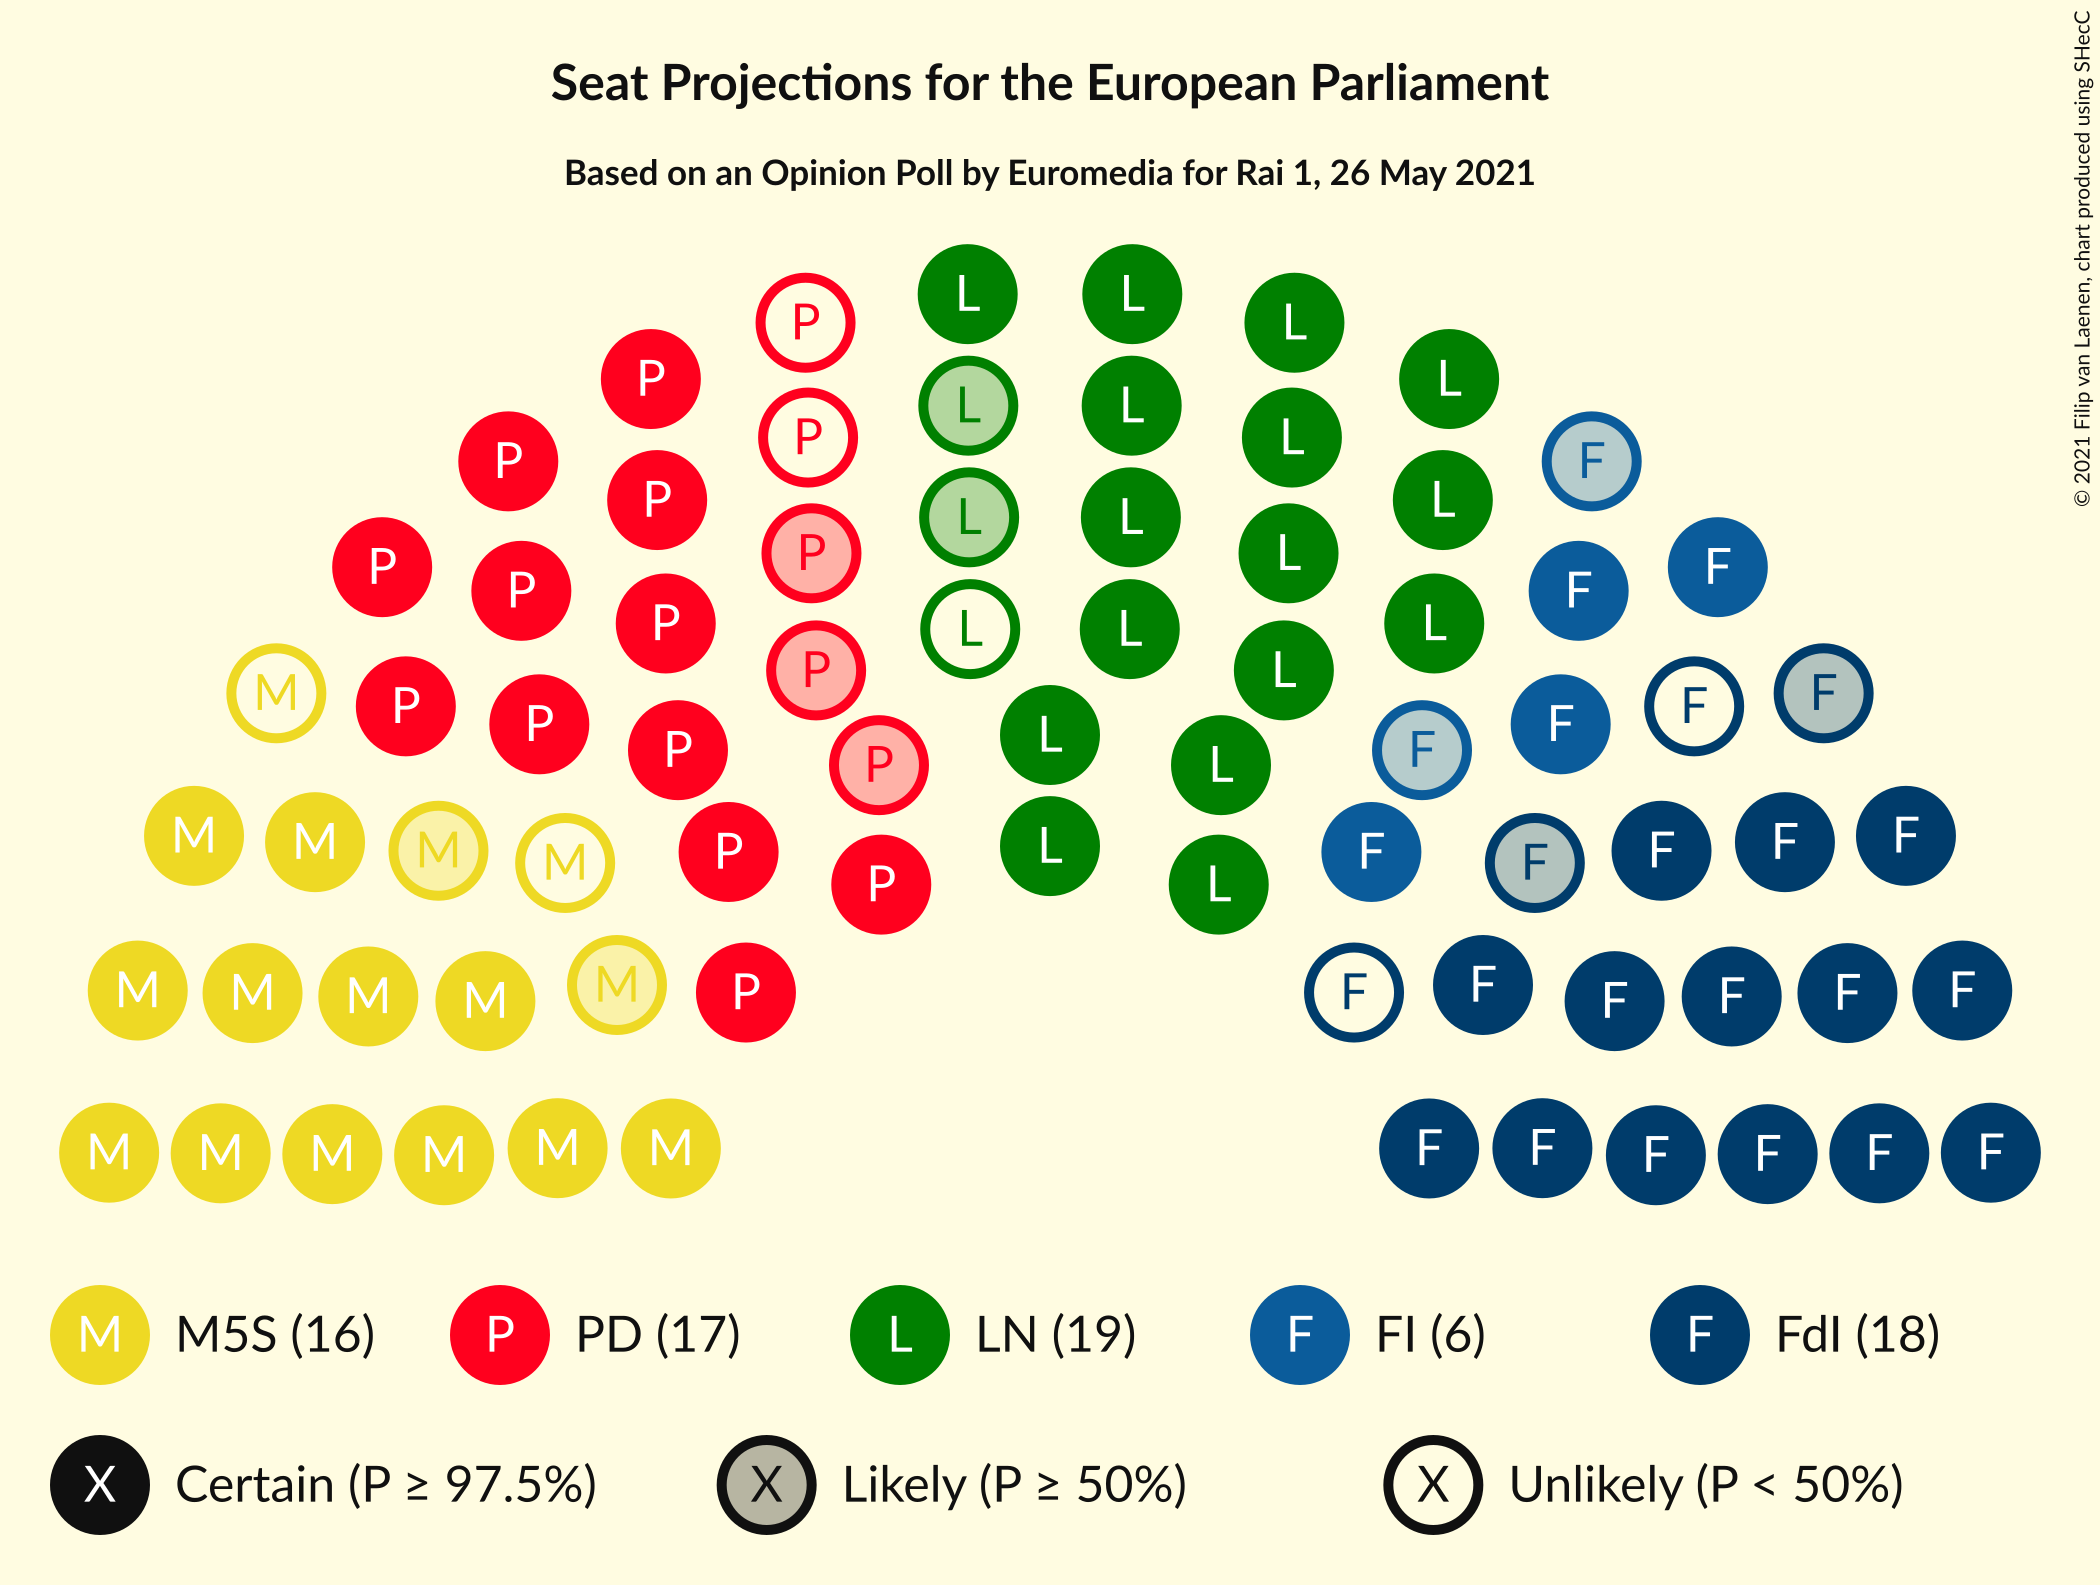 Seat Projections for the European Parliament
Based on an Opinion Poll by Euromedia for Rai 1, 26 May 2021
© 2021 Filip van Laenen, chart produced using SHecC
L L
P L L
P P L L L
P P L L
P F
P L L L
P L L
P P L F F
P P L L
M P P L F F F
P P L F
P L L
M M M M P F F F F F
P L L
M M M M M P F F F F F F
M M M M M M F F F F F F
M M5S (16) P PD (17) L LN (19) F FI (6) F FdI (18)
X Certain (P ≥ 97.5%) X Likely (P ≥ 50%) X Unlikely (P < 50%)